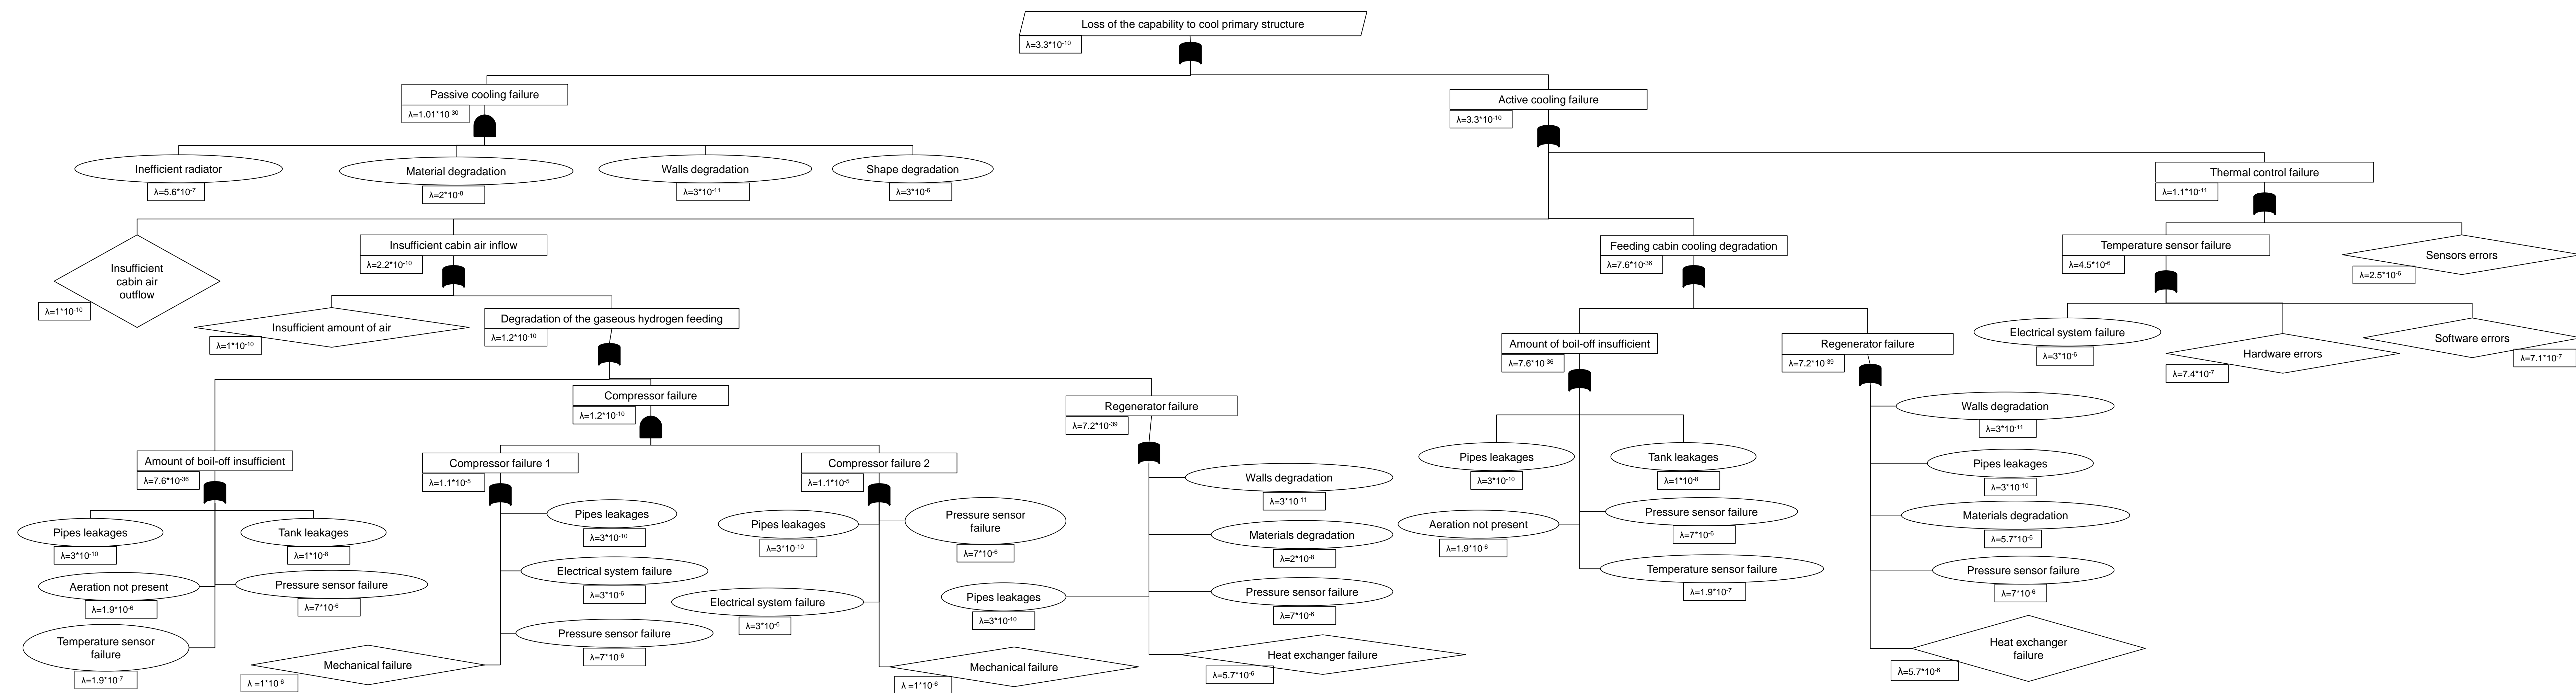 Loss of the capability to cool primary structure
λ=3.3*10⁻¹⁰
Passive cooling failure
λ=1.01*10⁻³⁰
Active cooling failure
λ=3.3*10⁻¹⁰
Inefficient radiator
λ=5.6*10⁻⁷
Material degradation
λ=2*10⁻⁸
Walls degradation
λ=3*10⁻¹¹
Shape degradation
λ=3*10⁻⁶
Thermal control failure
λ=1.1*10⁻¹¹
Insufficient
cabin air
outflow
λ=1*10⁻¹⁰
Insufficient cabin air inflow
λ=2.2*10⁻¹⁰
Feeding cabin cooling degradation
λ=7.6*10⁻³⁶
Temperature sensor failure
λ=4.5*10⁻⁶
Sensors errors
λ=2.5*10⁻⁶
Insufficient amount of air
λ=1*10⁻¹⁰
Degradation of the gaseous hydrogen feeding
λ=1.2*10⁻¹⁰
Amount of boil-off insufficient
λ=7.6*10⁻³⁶
Regenerator failure
λ=7.2*10⁻³⁹
Electrical system failure
λ=3*10⁻⁶
Hardware errors
λ=7.4*10⁻⁷
Software errors
λ=7.1*10⁻⁷
Compressor failure
λ=1.2*10⁻¹⁰
Regenerator failure
λ=7.2*10⁻³⁹
Amount of boil-off insufficient
λ=7.6*10⁻³⁶
Compressor failure 1
λ=1.1*10⁻⁵
Compressor failure 2
λ=1.1*10⁻⁵
Pipes leakages
λ=3*10⁻¹⁰
Tank leakages
λ=1*10⁻⁸
Aeration not present
λ=1.9*10⁻⁶
Pressure sensor failure
λ=7*10⁻⁶
Temperature sensor
failure
λ=1.9*10⁻⁷
Pipes leakages
λ=3*10⁻¹⁰
Electrical system failure
λ=3*10⁻⁶
Pressure sensor failure
λ=7*10⁻⁶
Mechanical failure
λ =1*10⁻⁶
Pipes leakages
λ=3*10⁻¹⁰
Pressure sensor
failure
λ=7*10⁻⁶
Electrical system failure
λ=3*10⁻⁶
Mechanical failure
λ =1*10⁻⁶
Walls degradation
λ=3*10⁻¹¹
Materials degradation
λ=2*10⁻⁸
Pipes leakages
λ=3*10⁻¹⁰
Pressure sensor failure
λ=7*10⁻⁶
Heat exchanger failure
λ=5.7*10⁻⁶
Pipes leakages
λ=3*10⁻¹⁰
Tank leakages
λ=1*10⁻⁸
Aeration not present
λ=1.9*10⁻⁶
Pressure sensor failure
λ=7*10⁻⁶
Temperature sensor failure
λ=1.9*10⁻⁷
Walls degradation
λ=3*10⁻¹¹
Pipes leakages
λ=3*10⁻¹⁰
Materials degradation
λ=5.7*10⁻⁶
Pressure sensor failure
λ=7*10⁻⁶
Heat exchanger
failure
λ=5.7*10⁻⁶